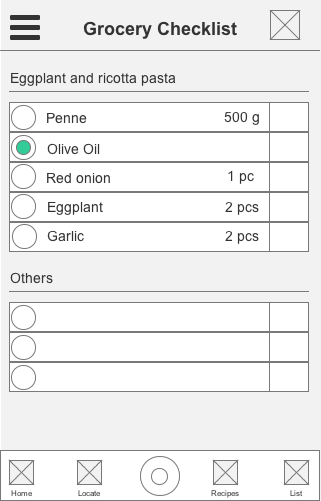 Grocery Checklist
Eggplant and ricotta pasta
Penne 500 g
Olive Oil
Red onion 1 pc
Eggplant 2 pcs
Garlic 2 pcs
Others
Home Locate Recipes List